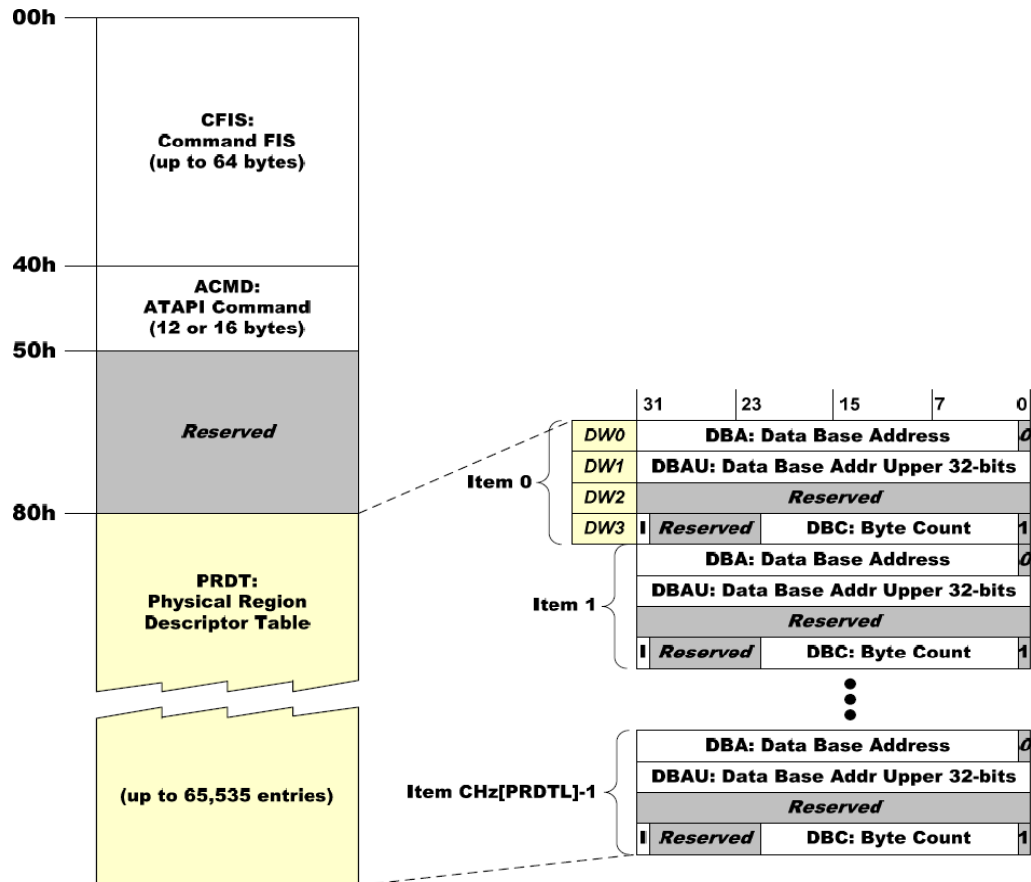 00h
CFIS:
Command FIS
(up to 64 bytes)
40h
ACMD:
ATAPI Command
(12 or 16 bytes)
50h
Reserved
80h
PRDT:
Physical Region
Descriptor Table
(up to 65,535 entries)
31 23 15 7 0
Item 0
DW0 DBA: Data Base Address 0
DW1 DBAU: Data Base Addr Upper 32-bits
DW2 Reserved
DW3 I Reserved DBC: Byte Count 1
Item 1
DBA: Data Base Address 0
DBAU: Data Base Addr Upper 32-bits
Reserved
I Reserved DBC: Byte Count 1
Item CHz[PRDTL]-1
DBA: Data Base Address 0
DBAU: Data Base Addr Upper 32-bits
Reserved
I Reserved DBC: Byte Count 1